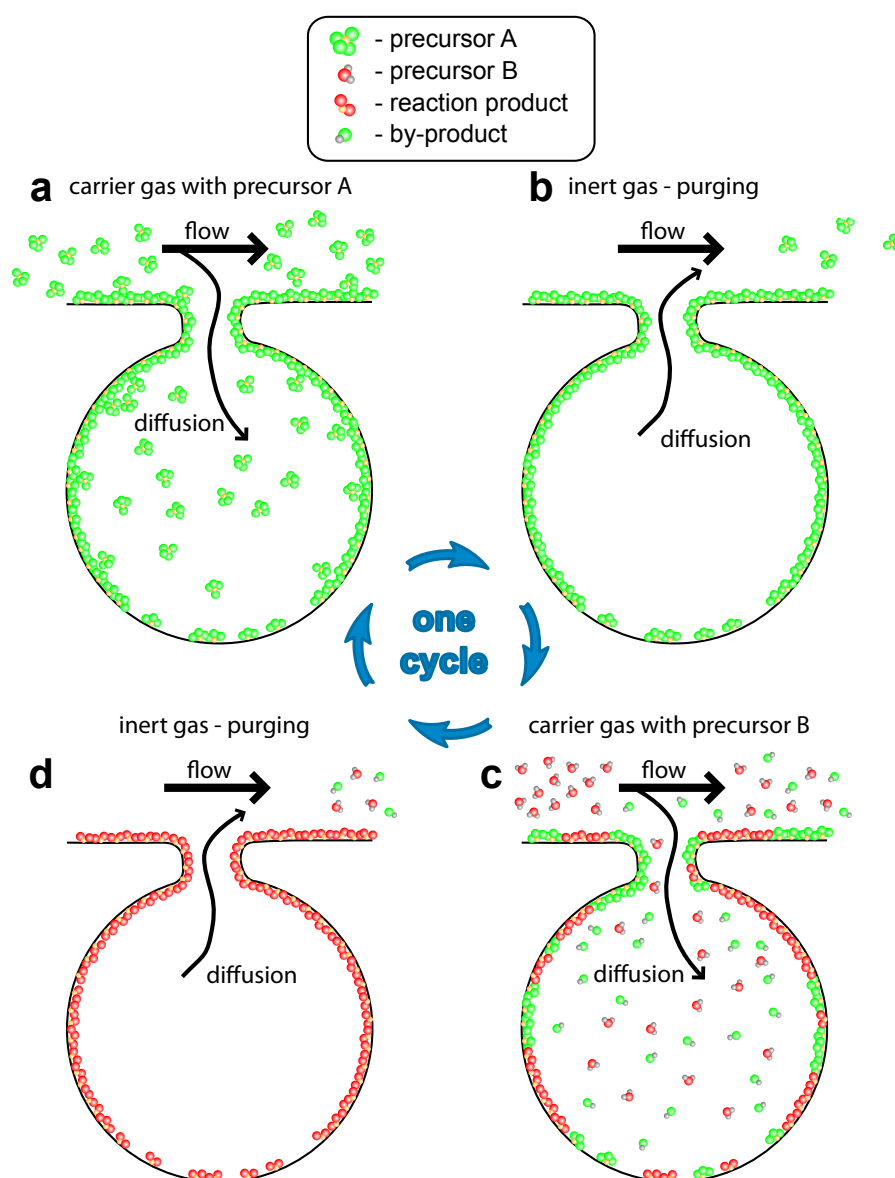 - precursor A
- precursor B
- reaction product
- by-product
a carrier gas with precursor A
flow
diffusion
b inert gas - purging
flow
diffusion
one
cycle
inert gas - purging
d
flow
diffusion
carrier gas with precursor B
c
flow
diffusion